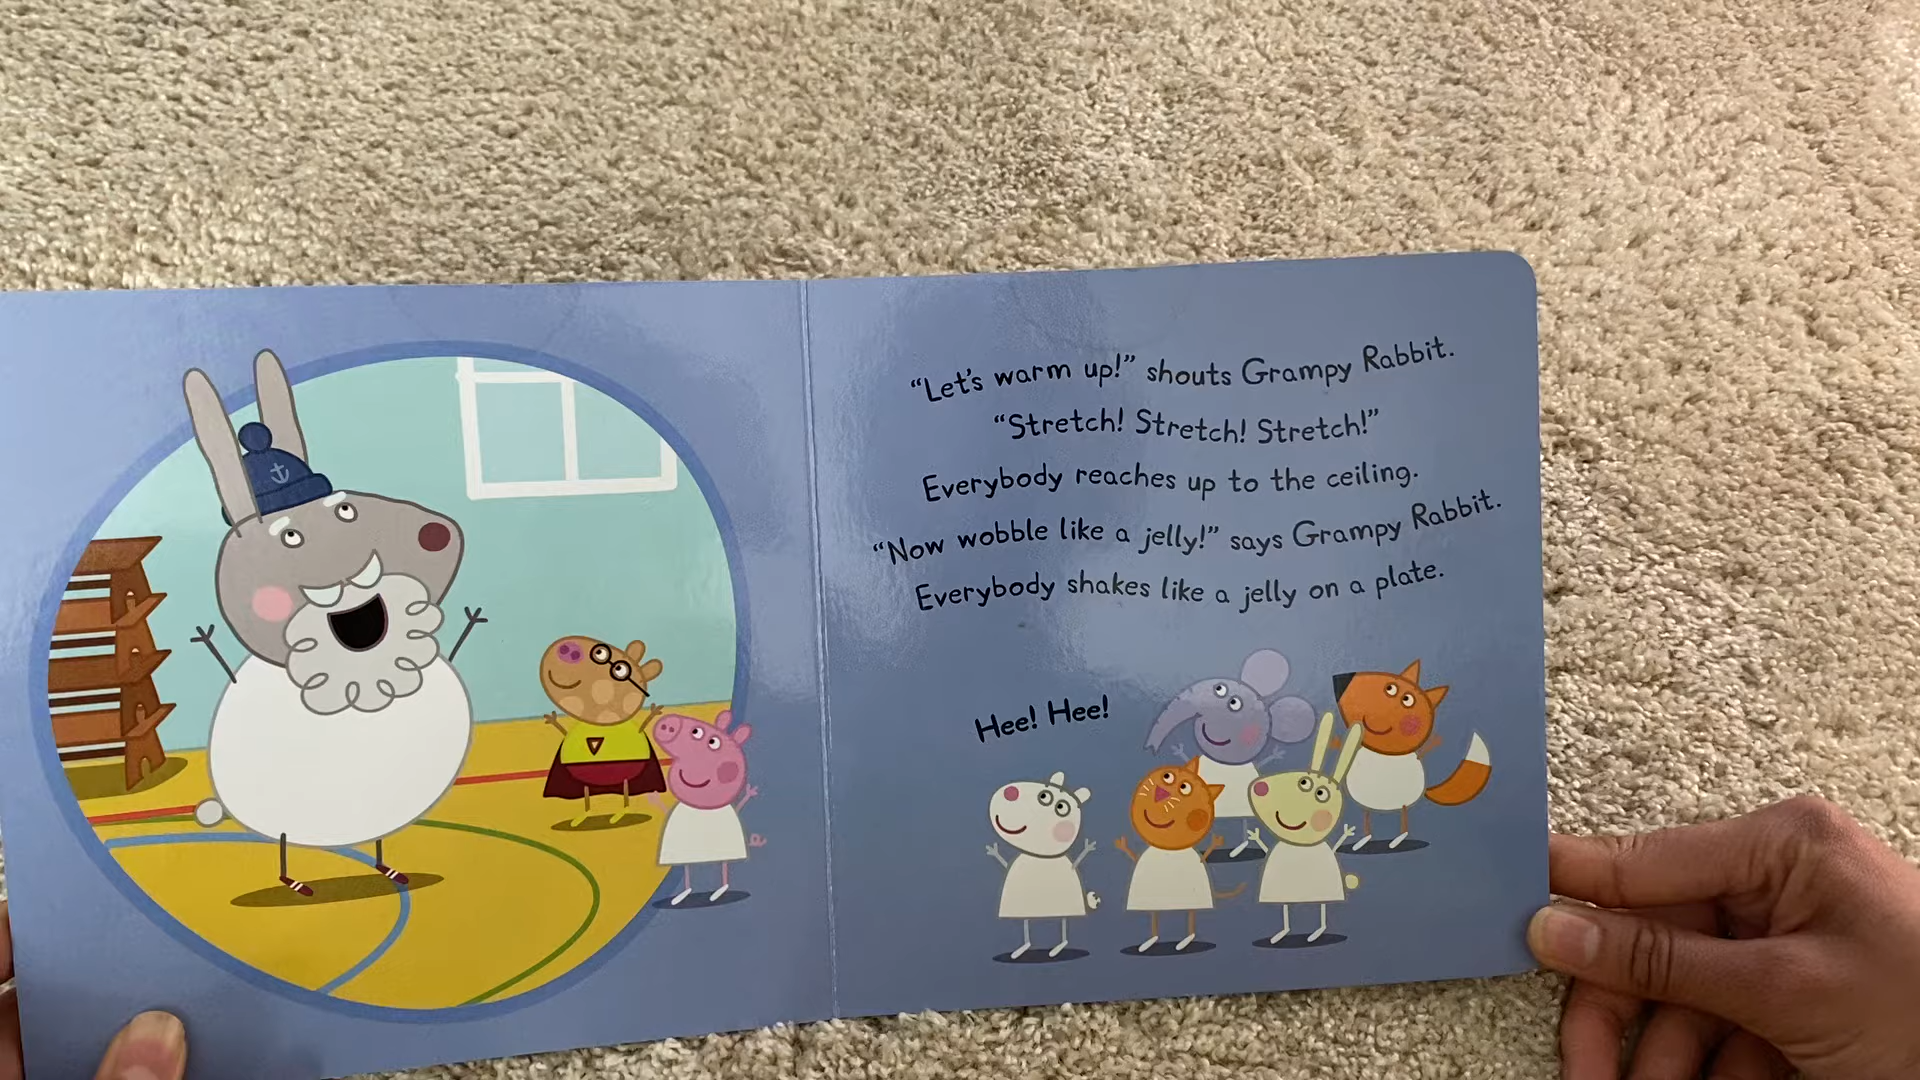 “Let’s warm up!” shouts Grampy Rabbit.
“Stretch! Stretch! Stretch!”
Everybody reaches up to the ceiling.
“Now wobble like a jelly!” says Grampy Rabbit.
Everybody shakes like a jelly on a plate.
Hee! Hee!